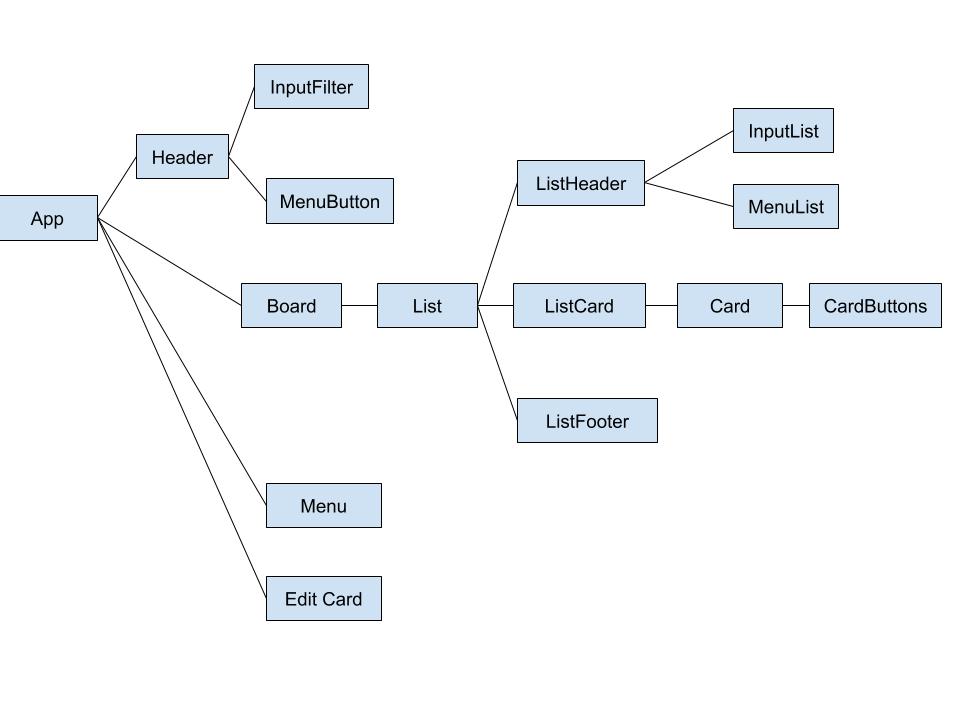 InputFilter
InputList
Header
ListHeader
MenuButton
MenuList
App
Board
List
ListCard
Card
CardButtons
ListFooter
Menu
Edit Card